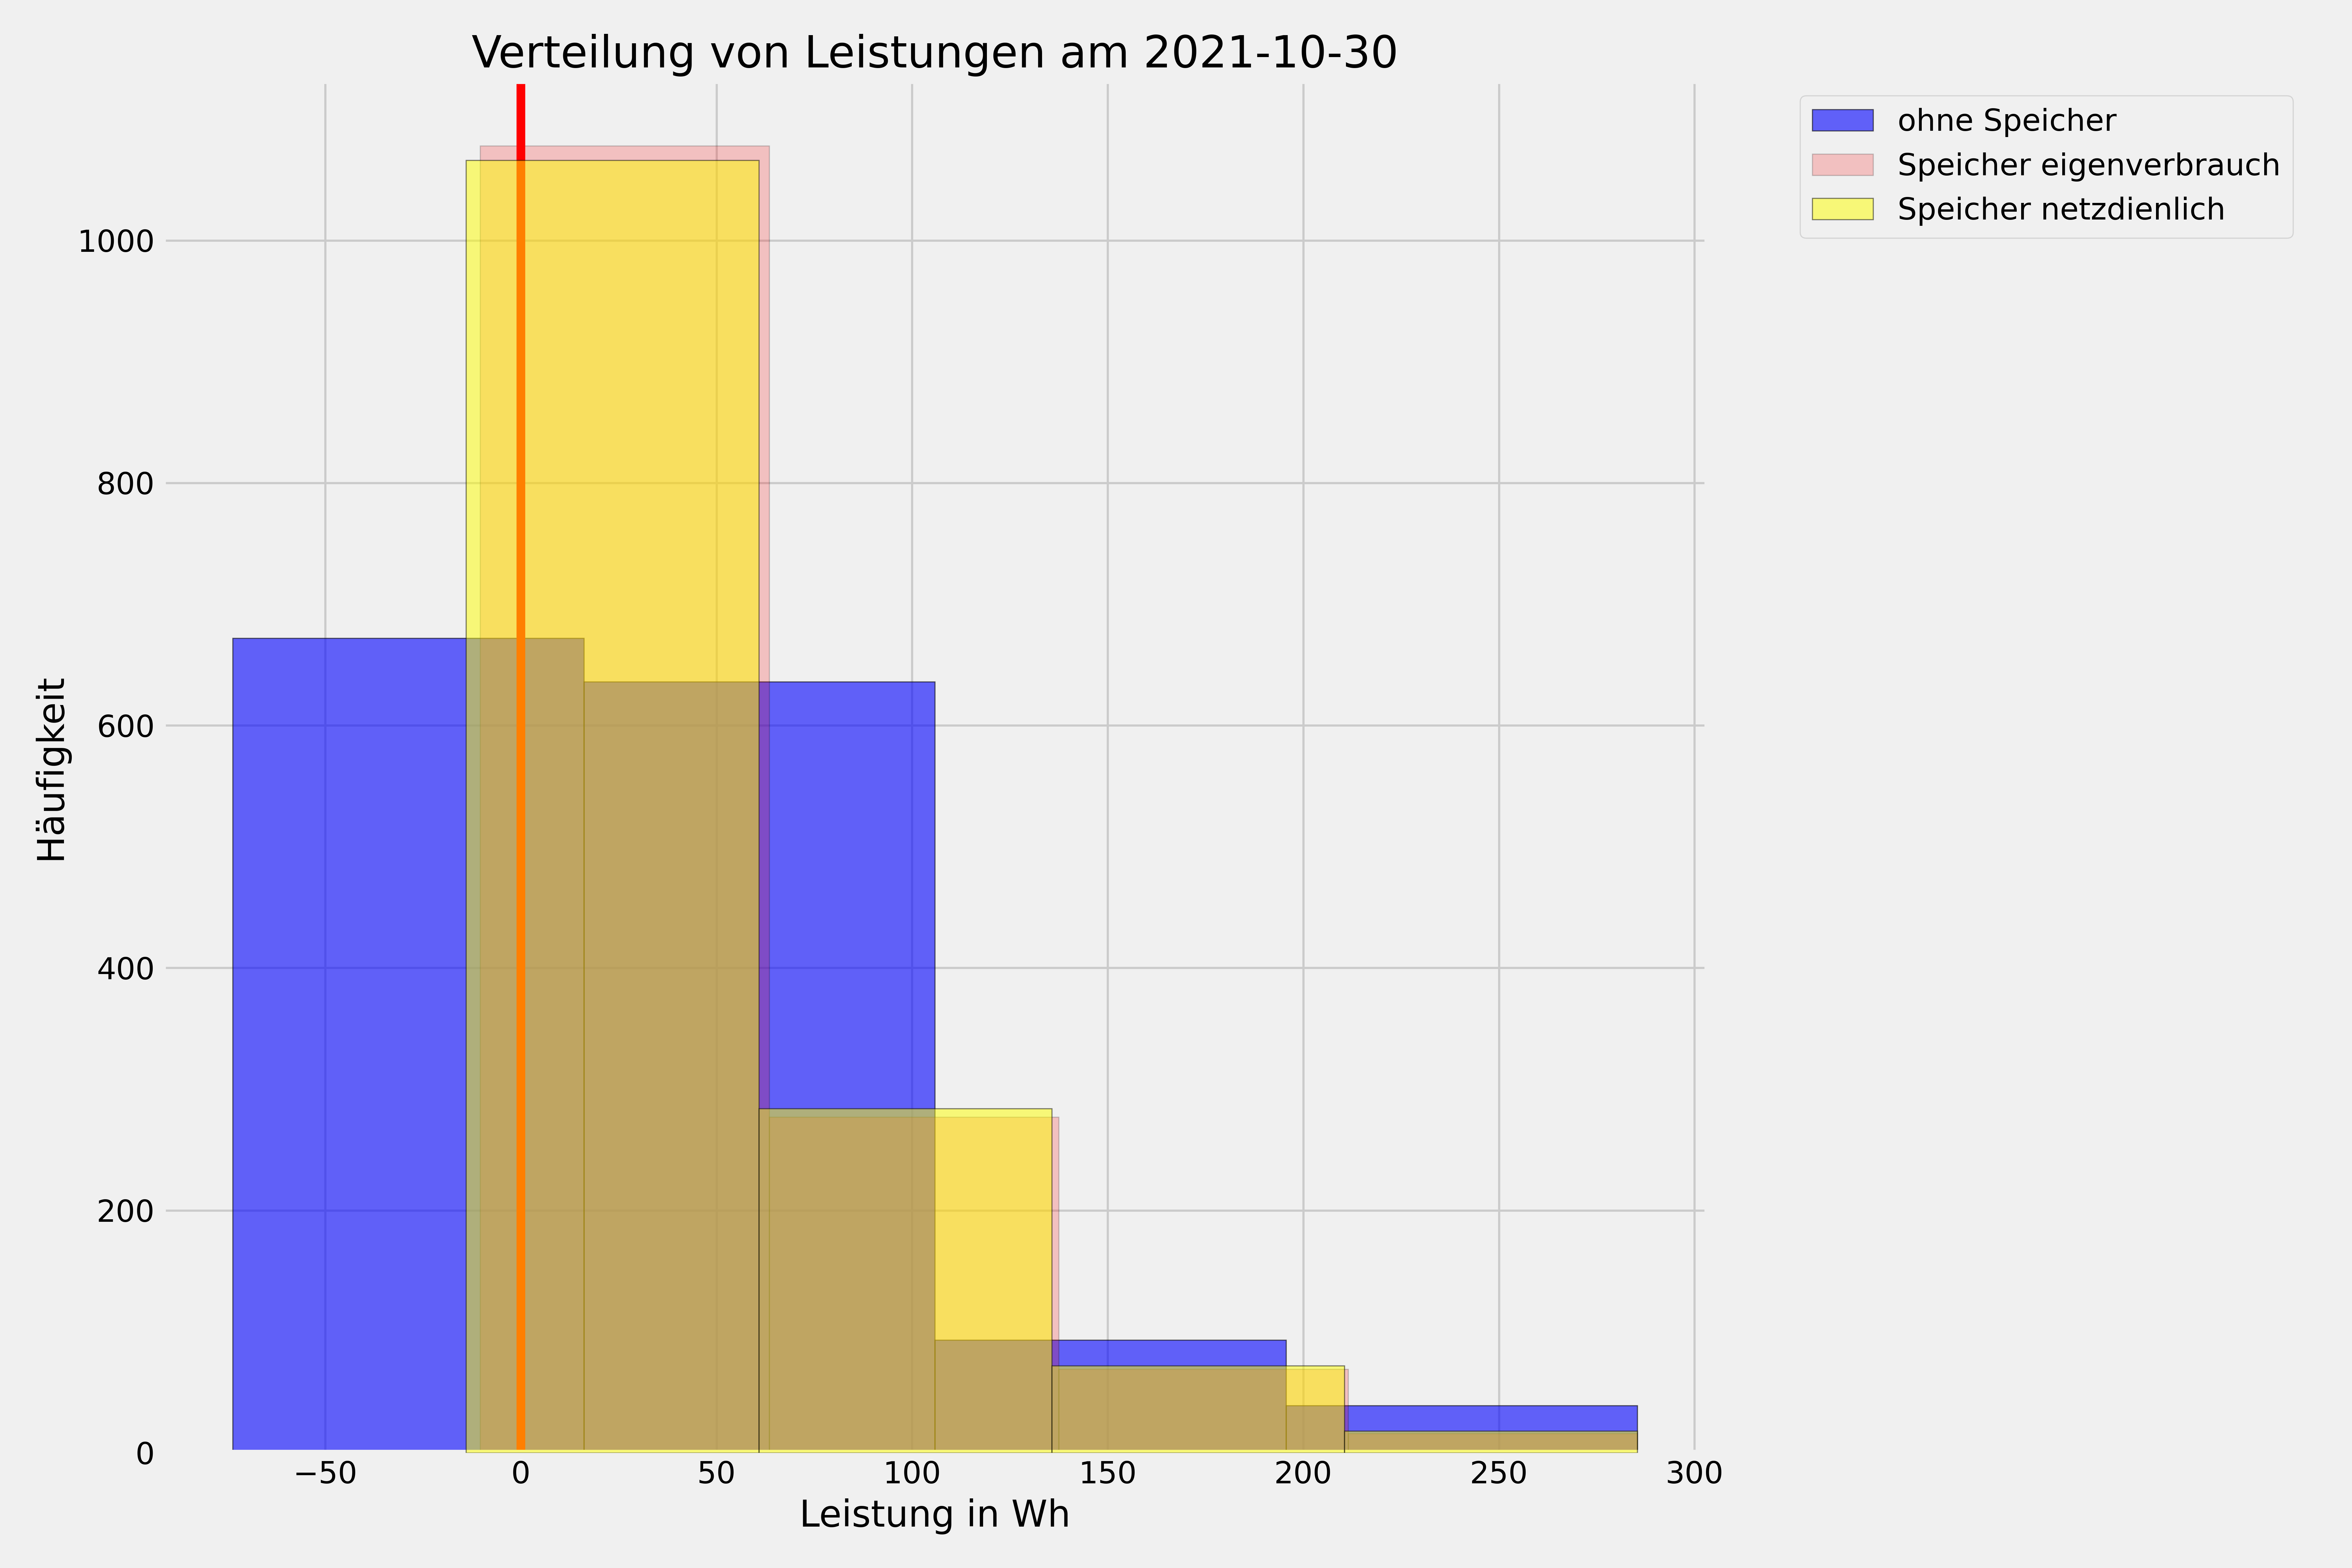 Verteilung von Leistungen am 2021-10-30
ohne Speicher
Speicher eigenverbrauch
Speicher netzdienlich
1000
800
600
400
200
0
Häufigkeit
−50 0 50 100 150 200 250 300
Leistung in Wh